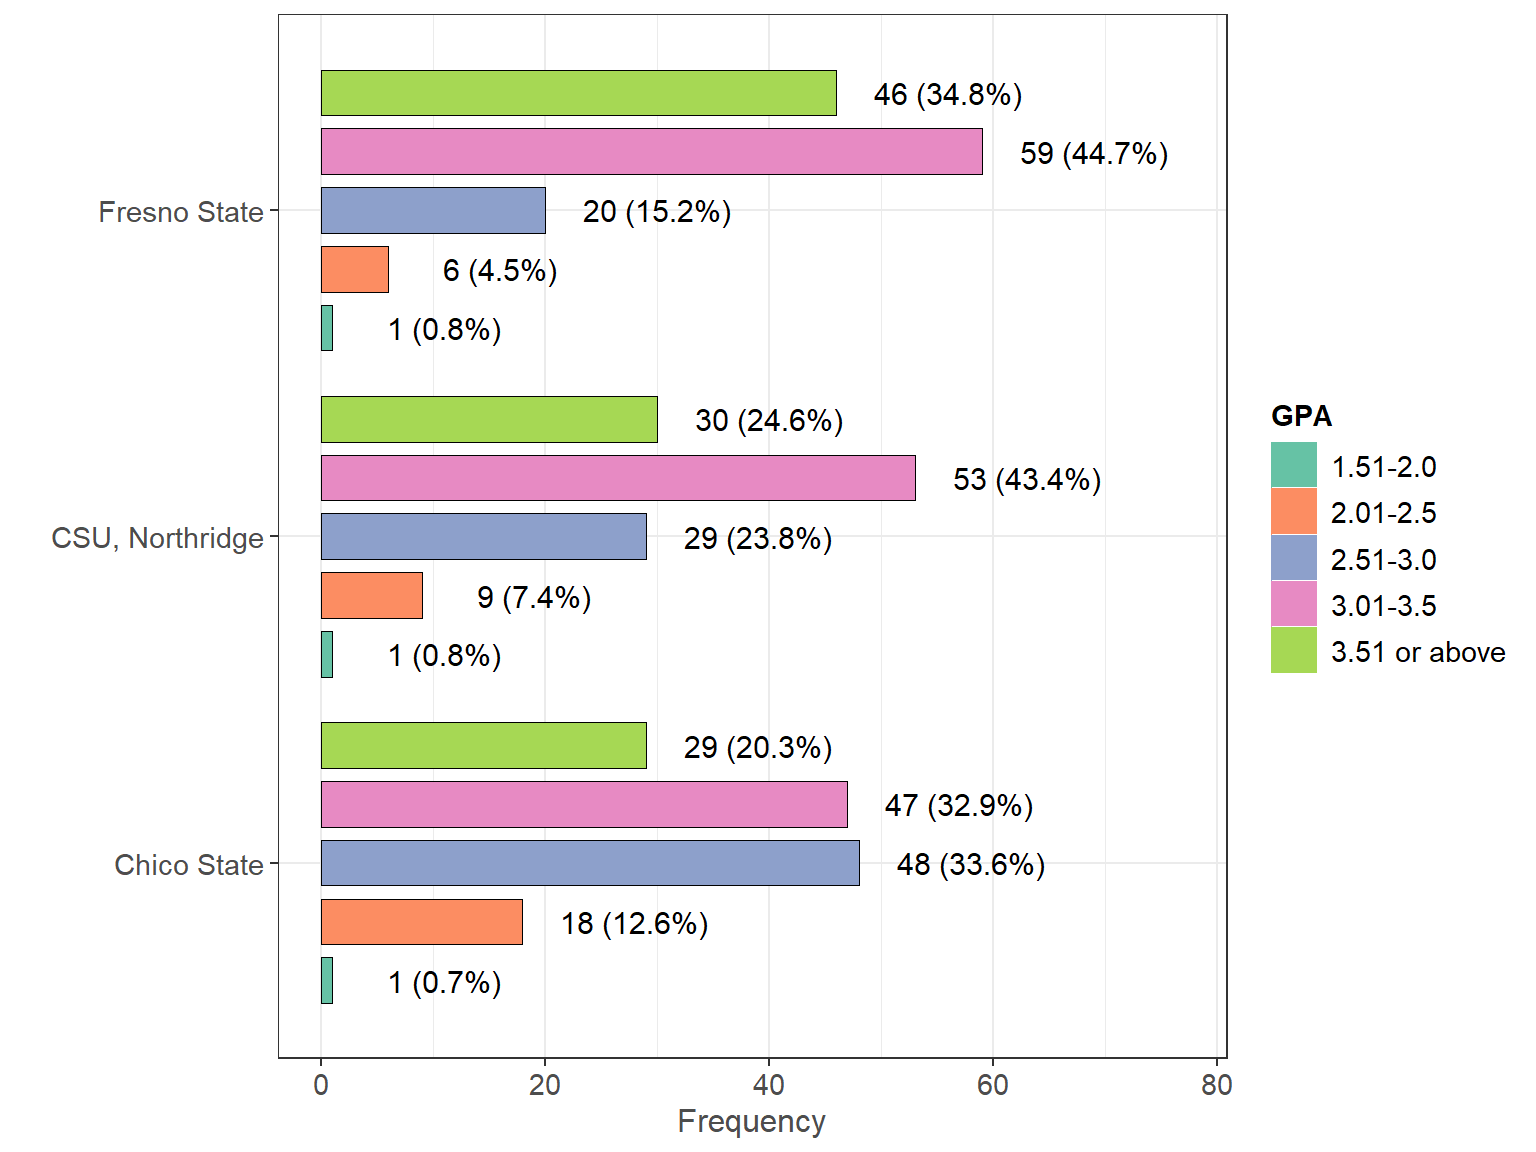 46 (34.8%)
59 (44.7%)
Fresno State
20 (15.2%)
6 (4.5%)
1 (0.8%)
30 (24.6%)
53 (43.4%)
CSU, Northridge
29 (23.8%)
9 (7.4%)
1 (0.8%)
29 (20.3%)
47 (32.9%)
Chico State
48 (33.6%)
18 (12.6%)
1 (0.7%)
0 20 40 60 80
Frequency
GPA
1.51-2.0
2.01-2.5
2.51-3.0
3.01-3.5
3.51 or above